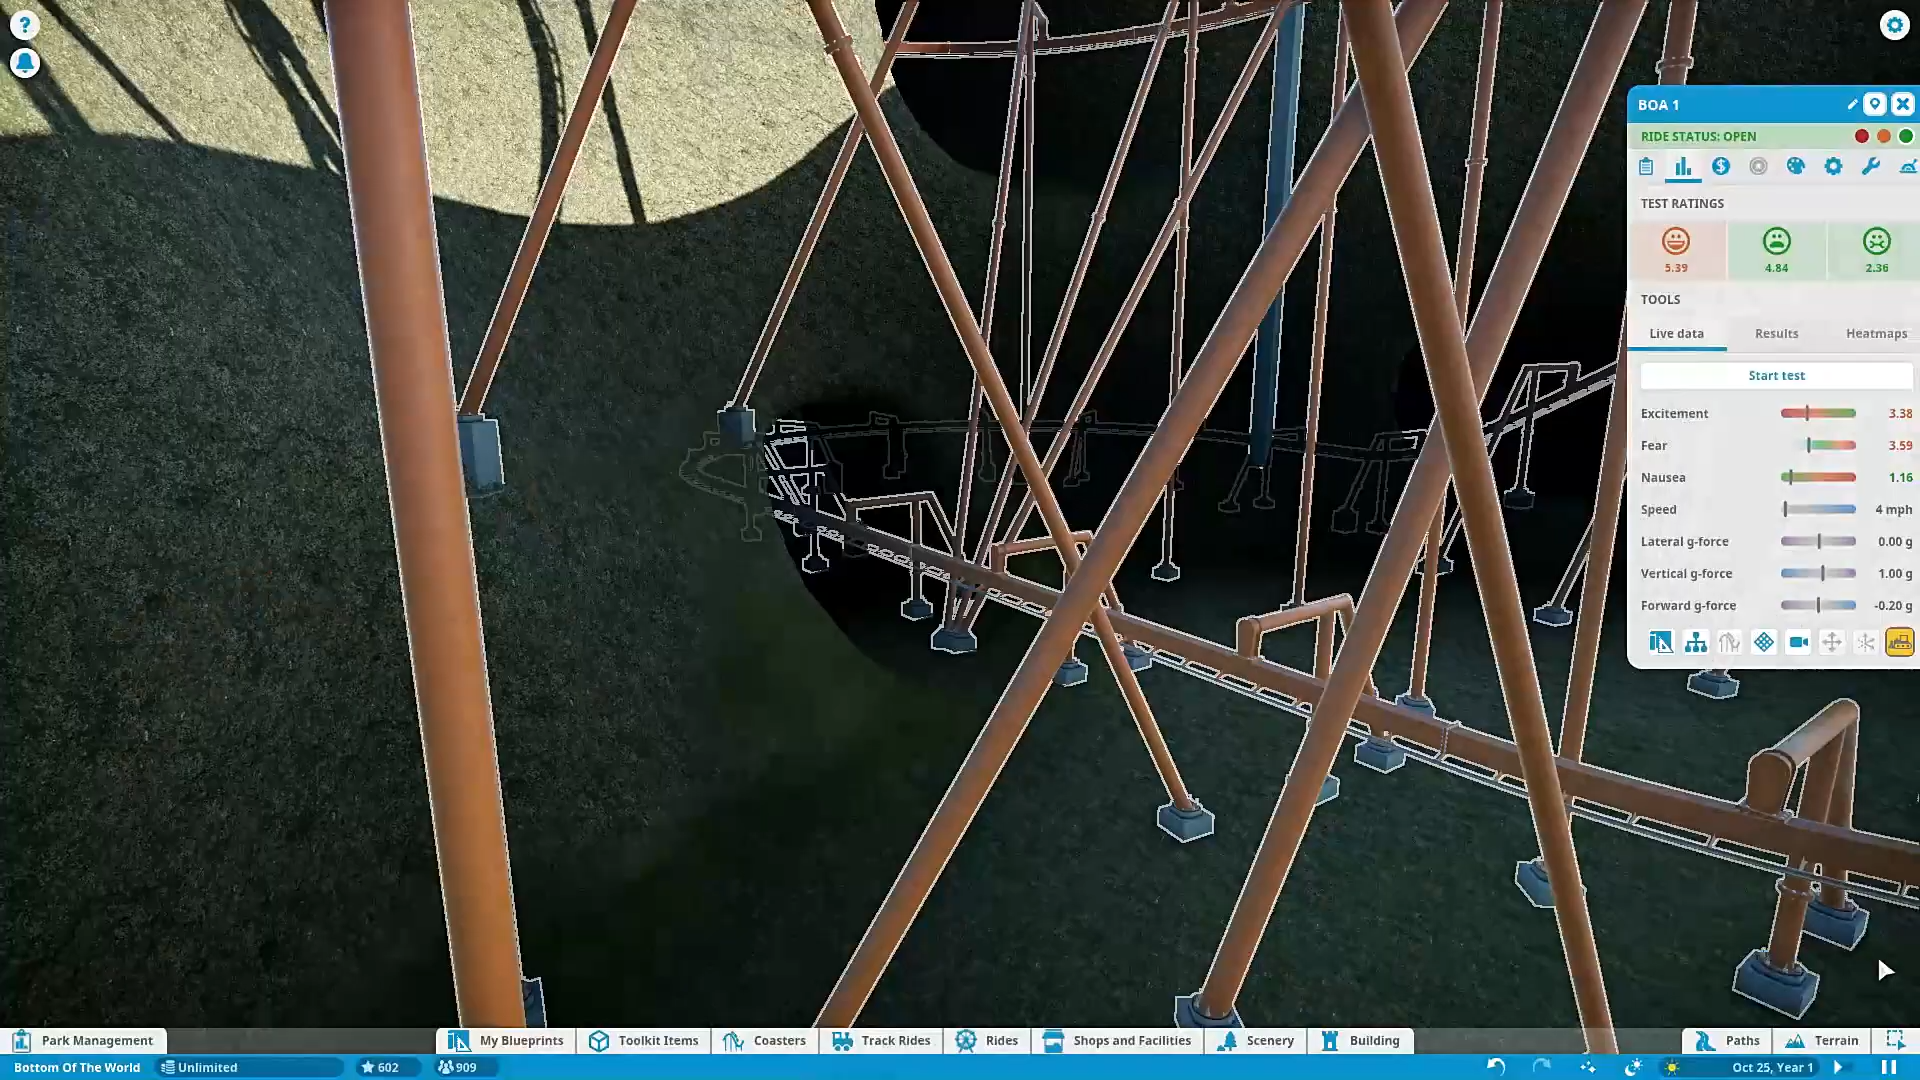 ?
BOA 1
RIDE STATUS: OPEN
TEST RATINGS
5.39 4.84 2.36
TOOLS
Live data Results Heatmaps
Start test
Excitement 3.38
Fear 3.59
Nausea 1.16
Speed 4 mph
Lateral g-force 0.00 g
Vertical g-force 1.00 g
Forward g-force -0.20 g
Park Management My Blueprints Toolkit Items Coasters Track Rides Rides Shops and Facilities Scenery Building Paths Terrain
Bottom Of The World Unlimited 602 909 Oct 25, Year 1